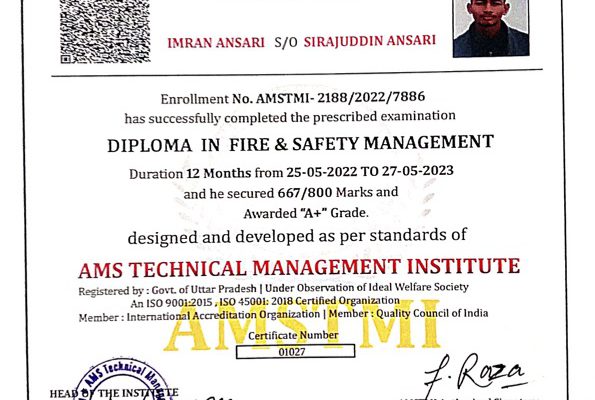 IMRAN ANSARI S/O SIRAJUDDIN ANSARI
Enrollment No. AMSTMI- 2188/2022/7886
has successfully completed the prescribed examination
DIPLOMA IN FIRE & SAFETY MANAGEMENT
Duration 12 Months from 25-05-2022 TO 27-05-2023
and he secured 667/800 Marks and
Awarded "A+" Grade.
designed and developed as per standards of
AMS TECHNICAL MANAGEMENT INSTITUTE
Registered by : Govt. of Uttar Pradesh | Under Observation of Ideal Welfare Society
An ISO 9001:2015 , ISO 45001: 2018 Certified Organization
Member : International Accreditation Organization | Member : Quality Council of India
AMSTMI
Certificate Number
01027
AMS Technical
HEAD OF THE INSTITUTE
F. Raza